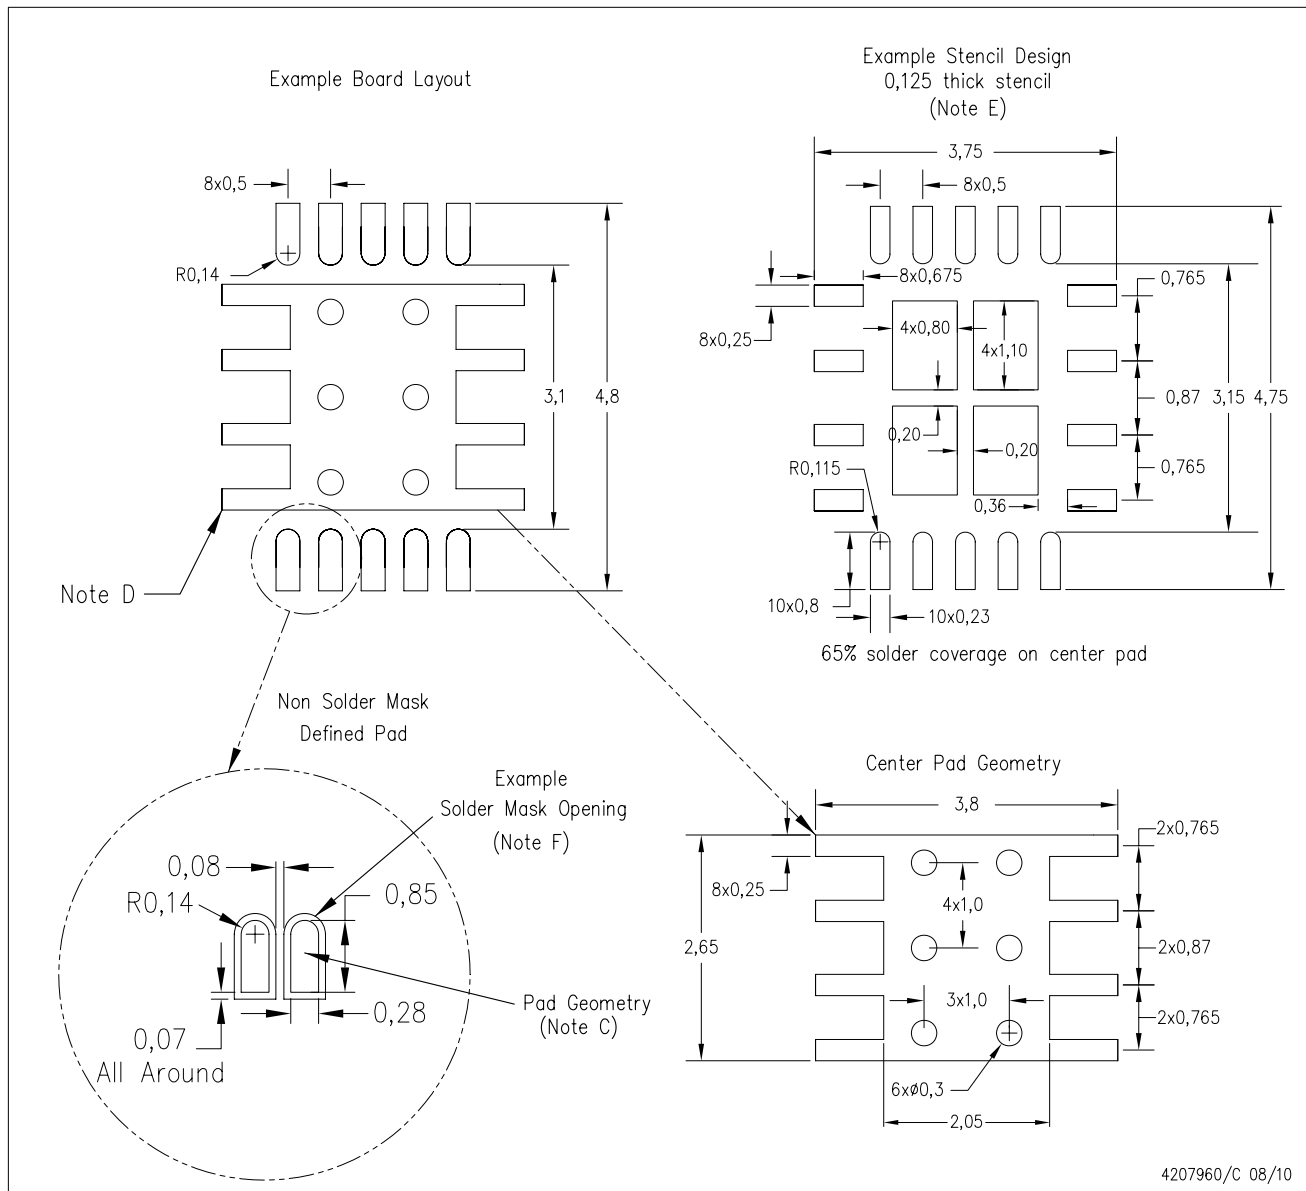 Example Board Layout
8x0,5
R0,14
3,1
4,8
Note D
Example Stencil Design
0,125 thick stencil
(Note E)
3,75
8x0,5
8x0,675
8x0,25
4x0,80
4x1,10
0,765
0,87
3,15
4,75
0,20
0,20
R0,115
0,765
0,36
10x0,8
10x0,23
65% solder coverage on center pad
Non Solder Mask
Defined Pad
Example
Solder Mask Opening
(Note F)
0,08
R0,14
0,85
Pad Geometry
(Note C)
0,28
0,07
All Around
Center Pad Geometry
3,8
8x0,25
2x0,765
4x1,0
2,65
2x0,87
3x1,0
2x0,765
6xø0,3
2,05
4207960/C 08/10